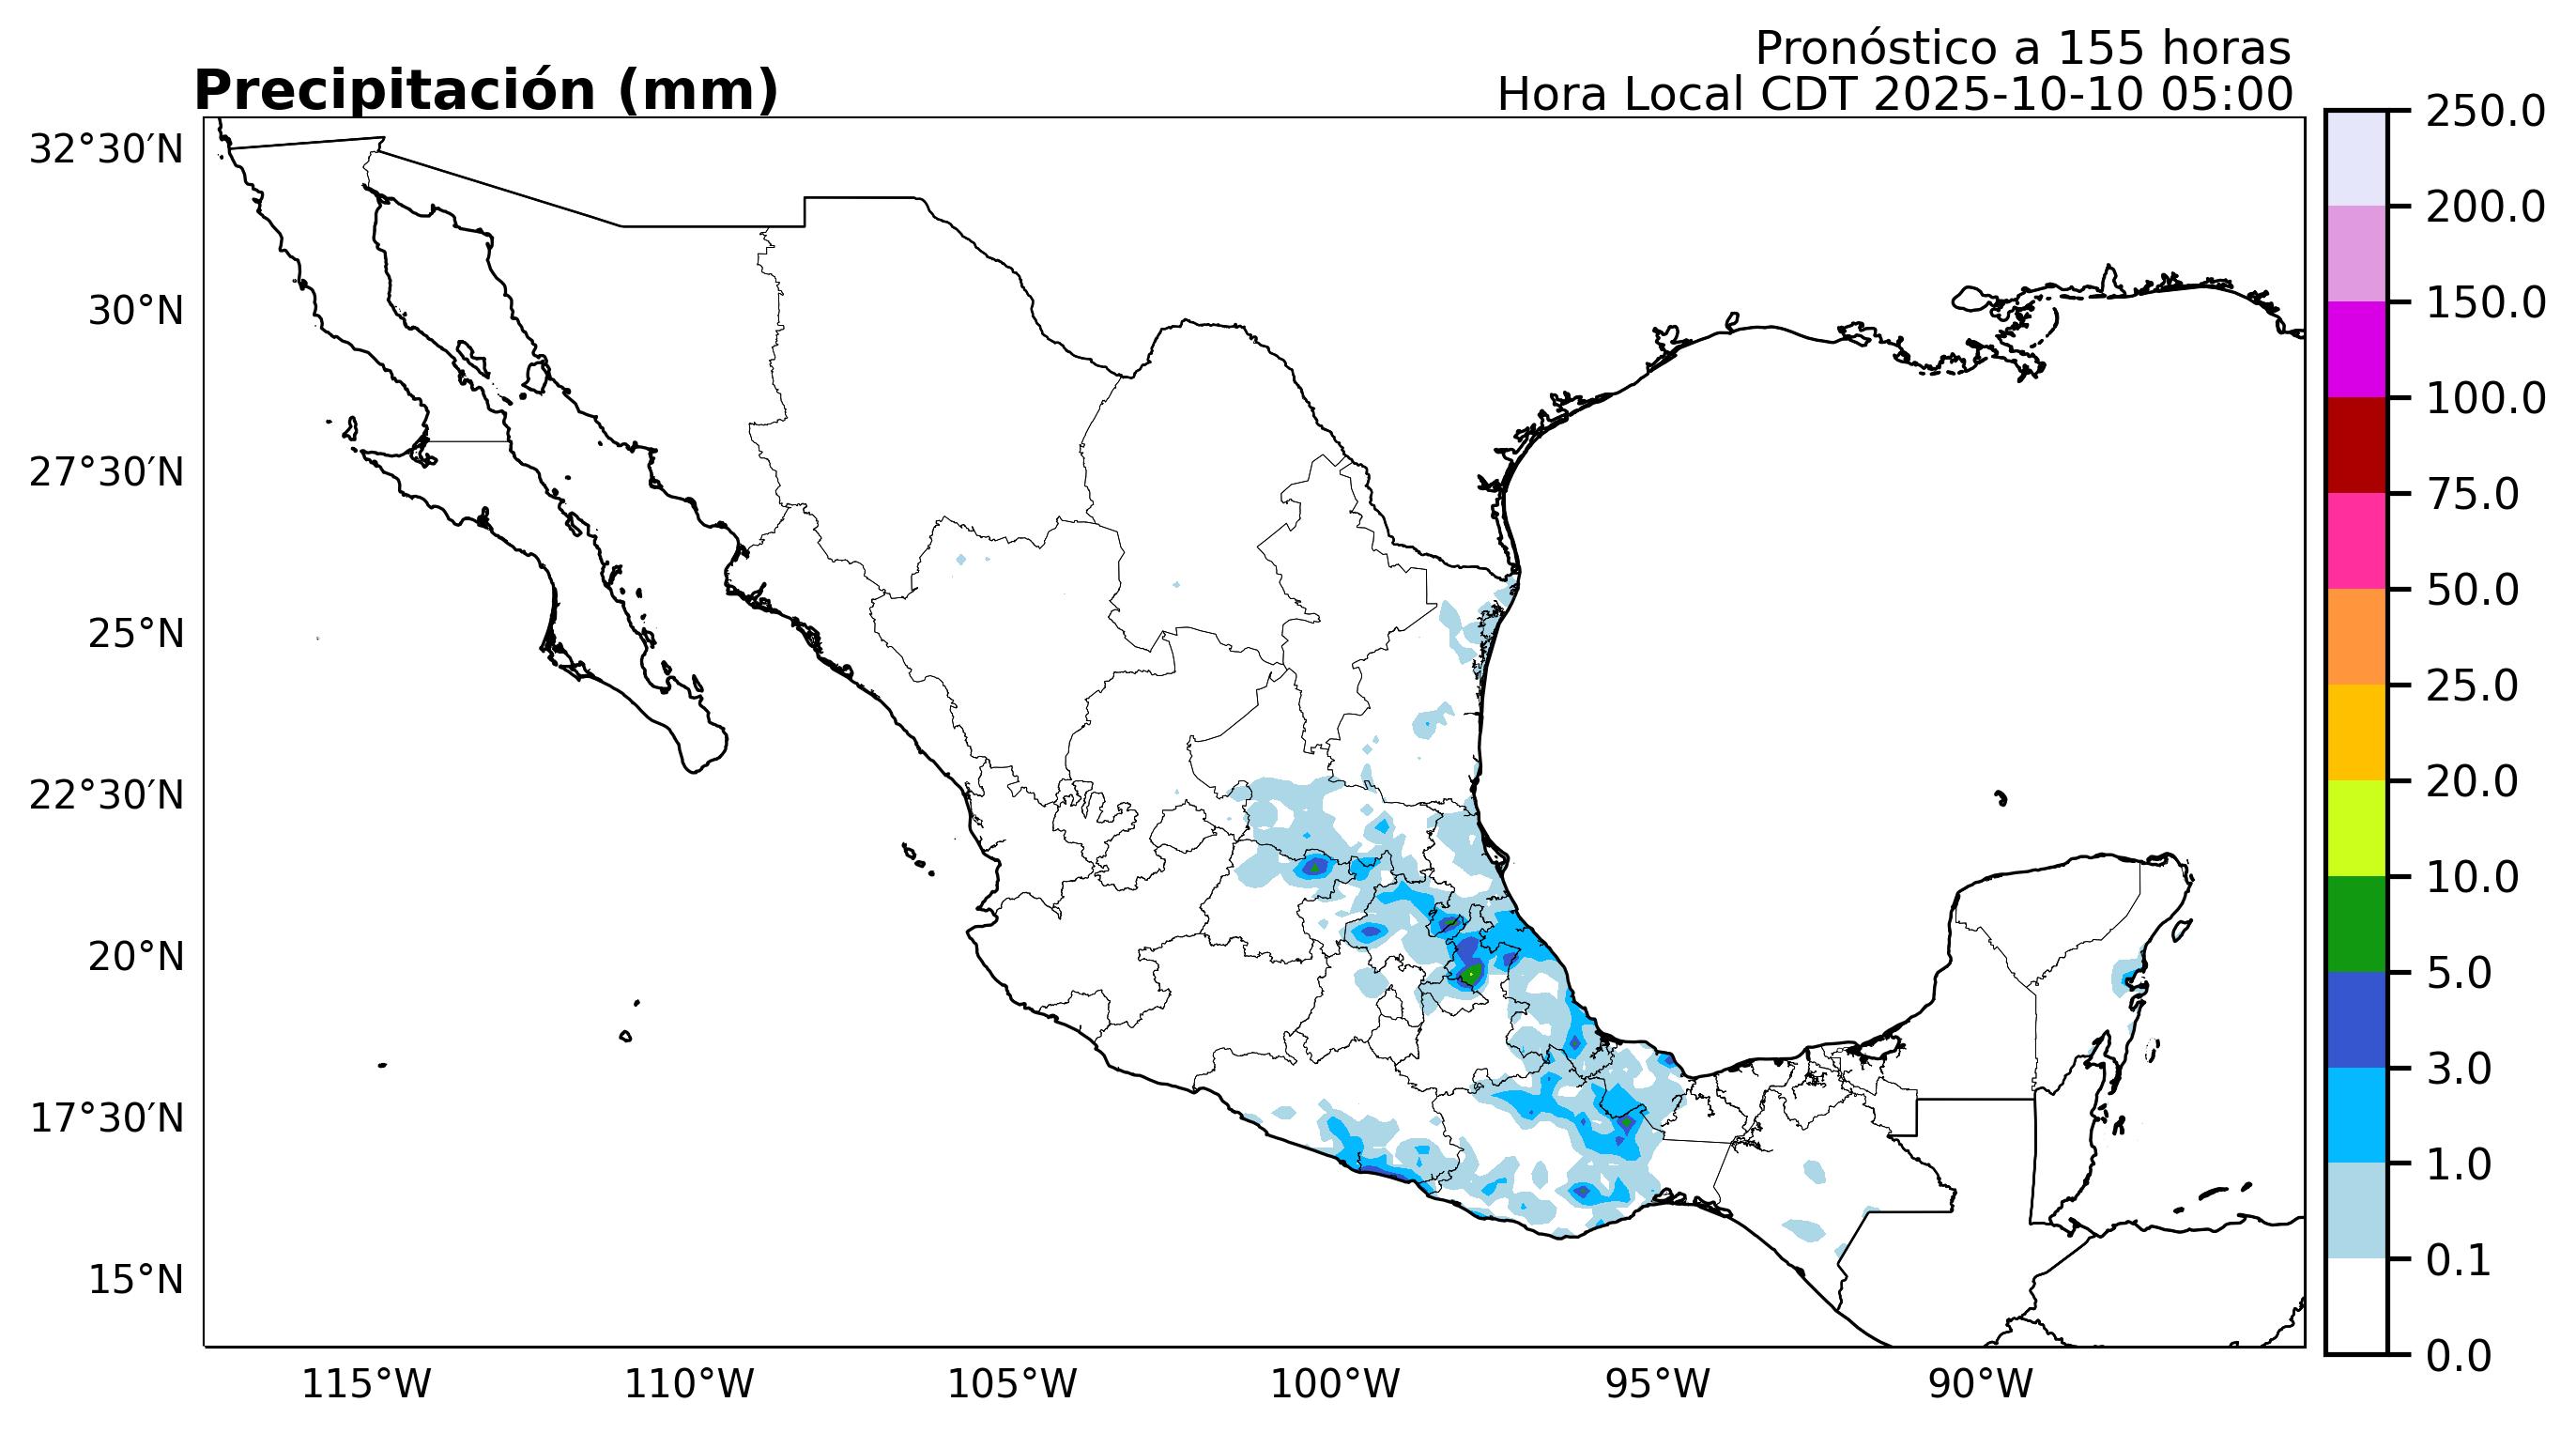 Pronóstico a 155 horas
Precipitación (mm)
Hora Local CDT 2025-10-10 05:00
32°30′N
30°N
27°30′N
25°N
22°30′N
20°N
17°30′N
15°N
115°W
110°W
105°W
100°W
95°W
90°W
250.0
200.0
150.0
100.0
75.0
50.0
25.0
20.0
10.0
5.0
3.0
1.0
0.1
0.0